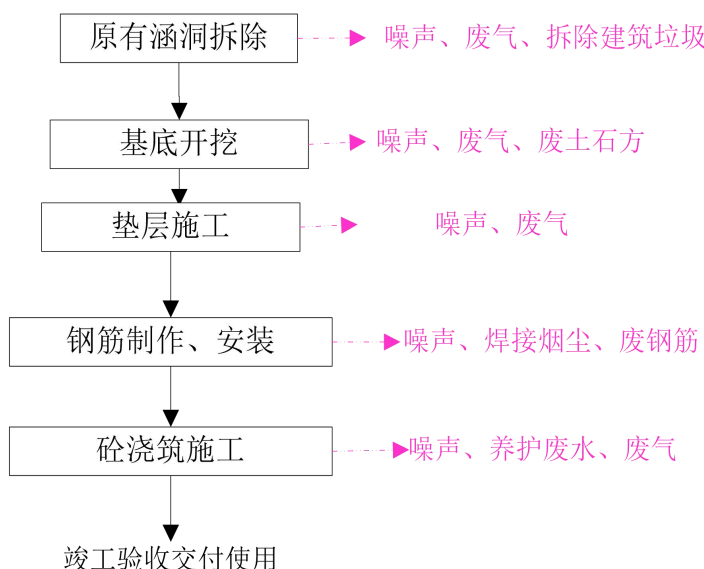 原有涵洞拆除
噪声、废气、拆除建筑垃圾
基底开挖
噪声、废气、废土石方
垫层施工
噪声、废气
钢筋制作、安装
噪声、焊接烟尘、废钢筋
砼浇筑施工
噪声、养护废水、废气
竣工验收交付使用